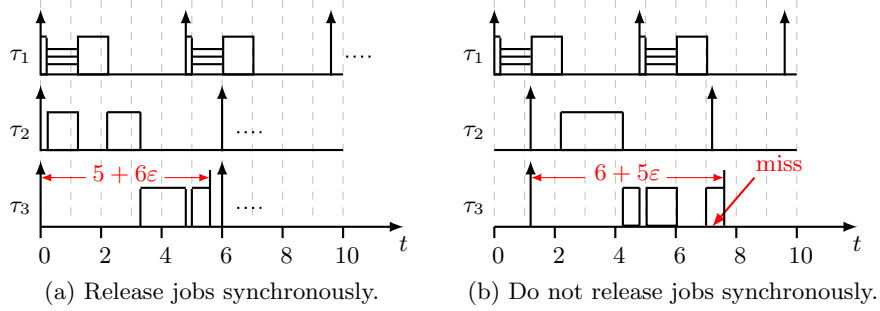 τ1
....
τ2
....
τ3
5 + 6ε
....
0 2 4 6 8 10 t
(a) Release jobs synchronously.
τ1
τ2
τ3
6 + 5ε
miss
0 2 4 6 8 10 t
(b) Do not release jobs synchronously.